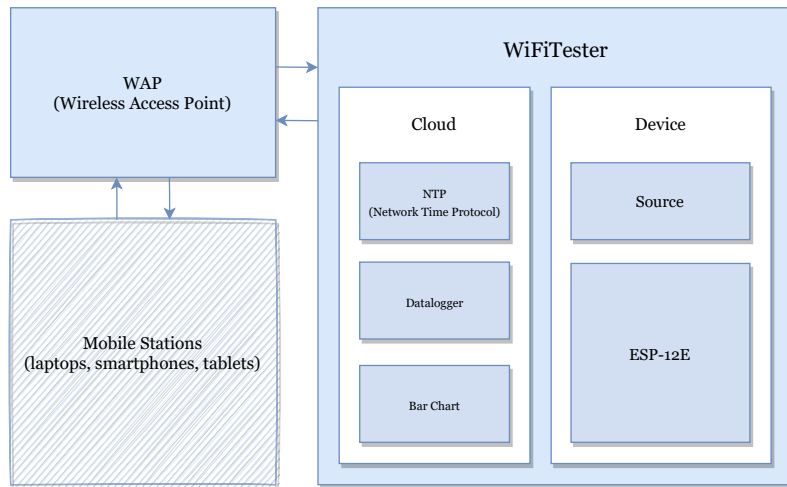 WAP
(Wireless Access Point)
Mobile Stations
(laptops, smartphones, tablets)
WiFiTester
Cloud
NTP
(Network Time Protocol)
Datalogger
Bar Chart
Device
Source
ESP-12E